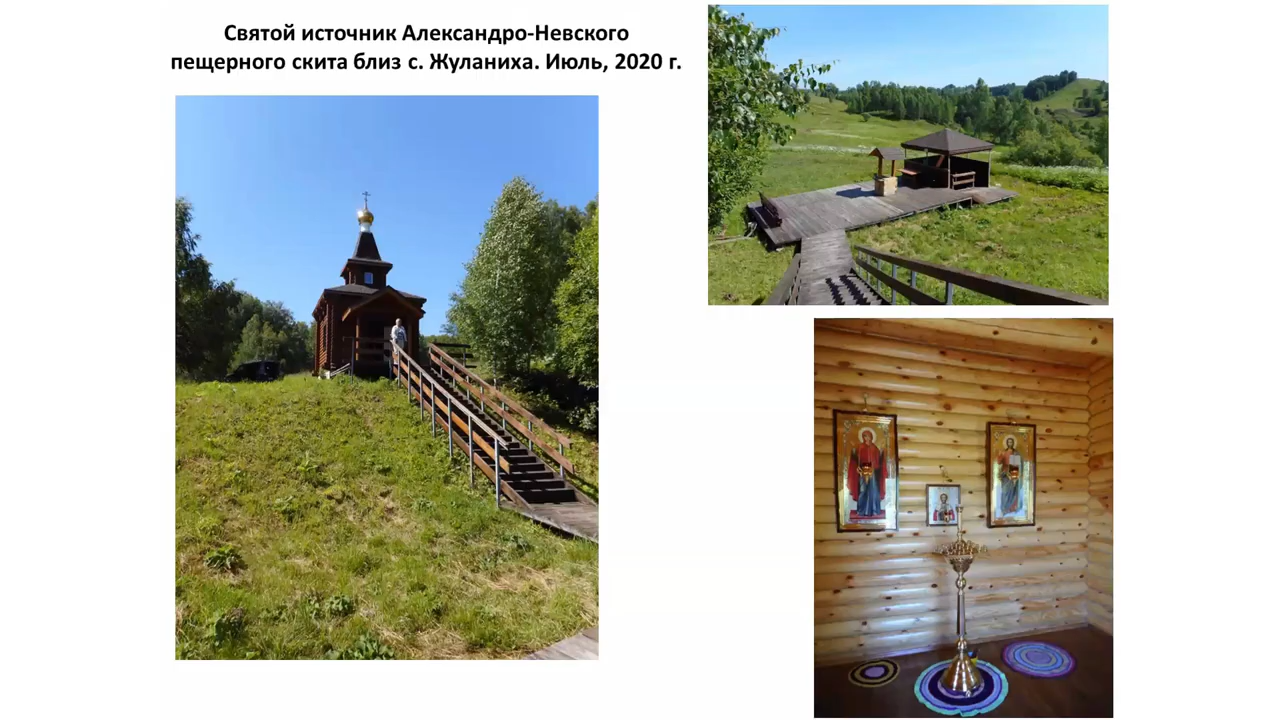 Святой источник Александро-Невского
пещерного скита близ с. Жуланиха. Июль, 2020 г.